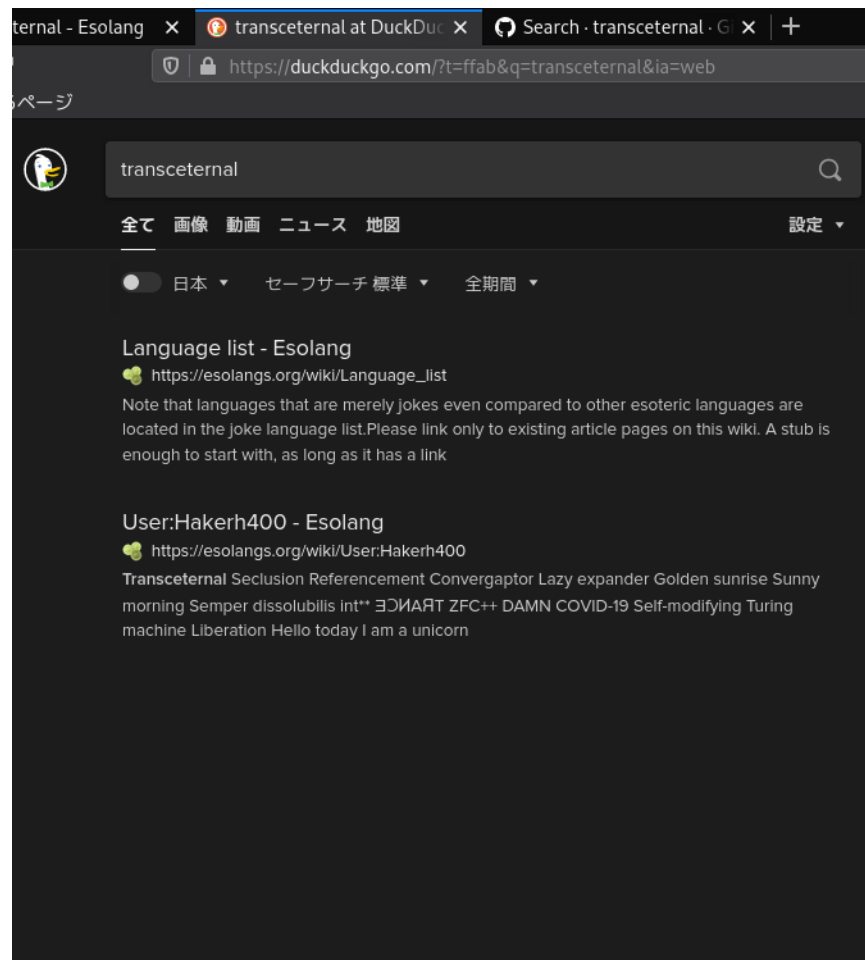 ternal - Esolang × transceternal at DuckDuc × Search · transceternal · G × +
https://duckduckgo.com/?t=ffab&q=transceternal&ia=web
ページ
transceternal
全て 画像 動画 ニュース 地図 設定 ▼
日本 ▼ セーフサーチ 標準 ▼ 全期間 ▼
Language list - Esolang
https://esolangs.org/wiki/Language_list
Note that languages that are merely jokes even compared to other esoteric languages are
located in the joke language list.Please link only to existing article pages on this wiki. A stub is
enough to start with, as long as it has a link
User:Hakerh400 - Esolang
https://esolangs.org/wiki/User:Hakerh400
Transceternal Seclusion Referencement Convergaptor Lazy expander Golden sunrise Sunny
morning Semper dissolubilis int** ƎƆИAЯT ZFC++ DAMN COVID-19 Self-modifying Turing
machine Liberation Hello today I am a unicorn